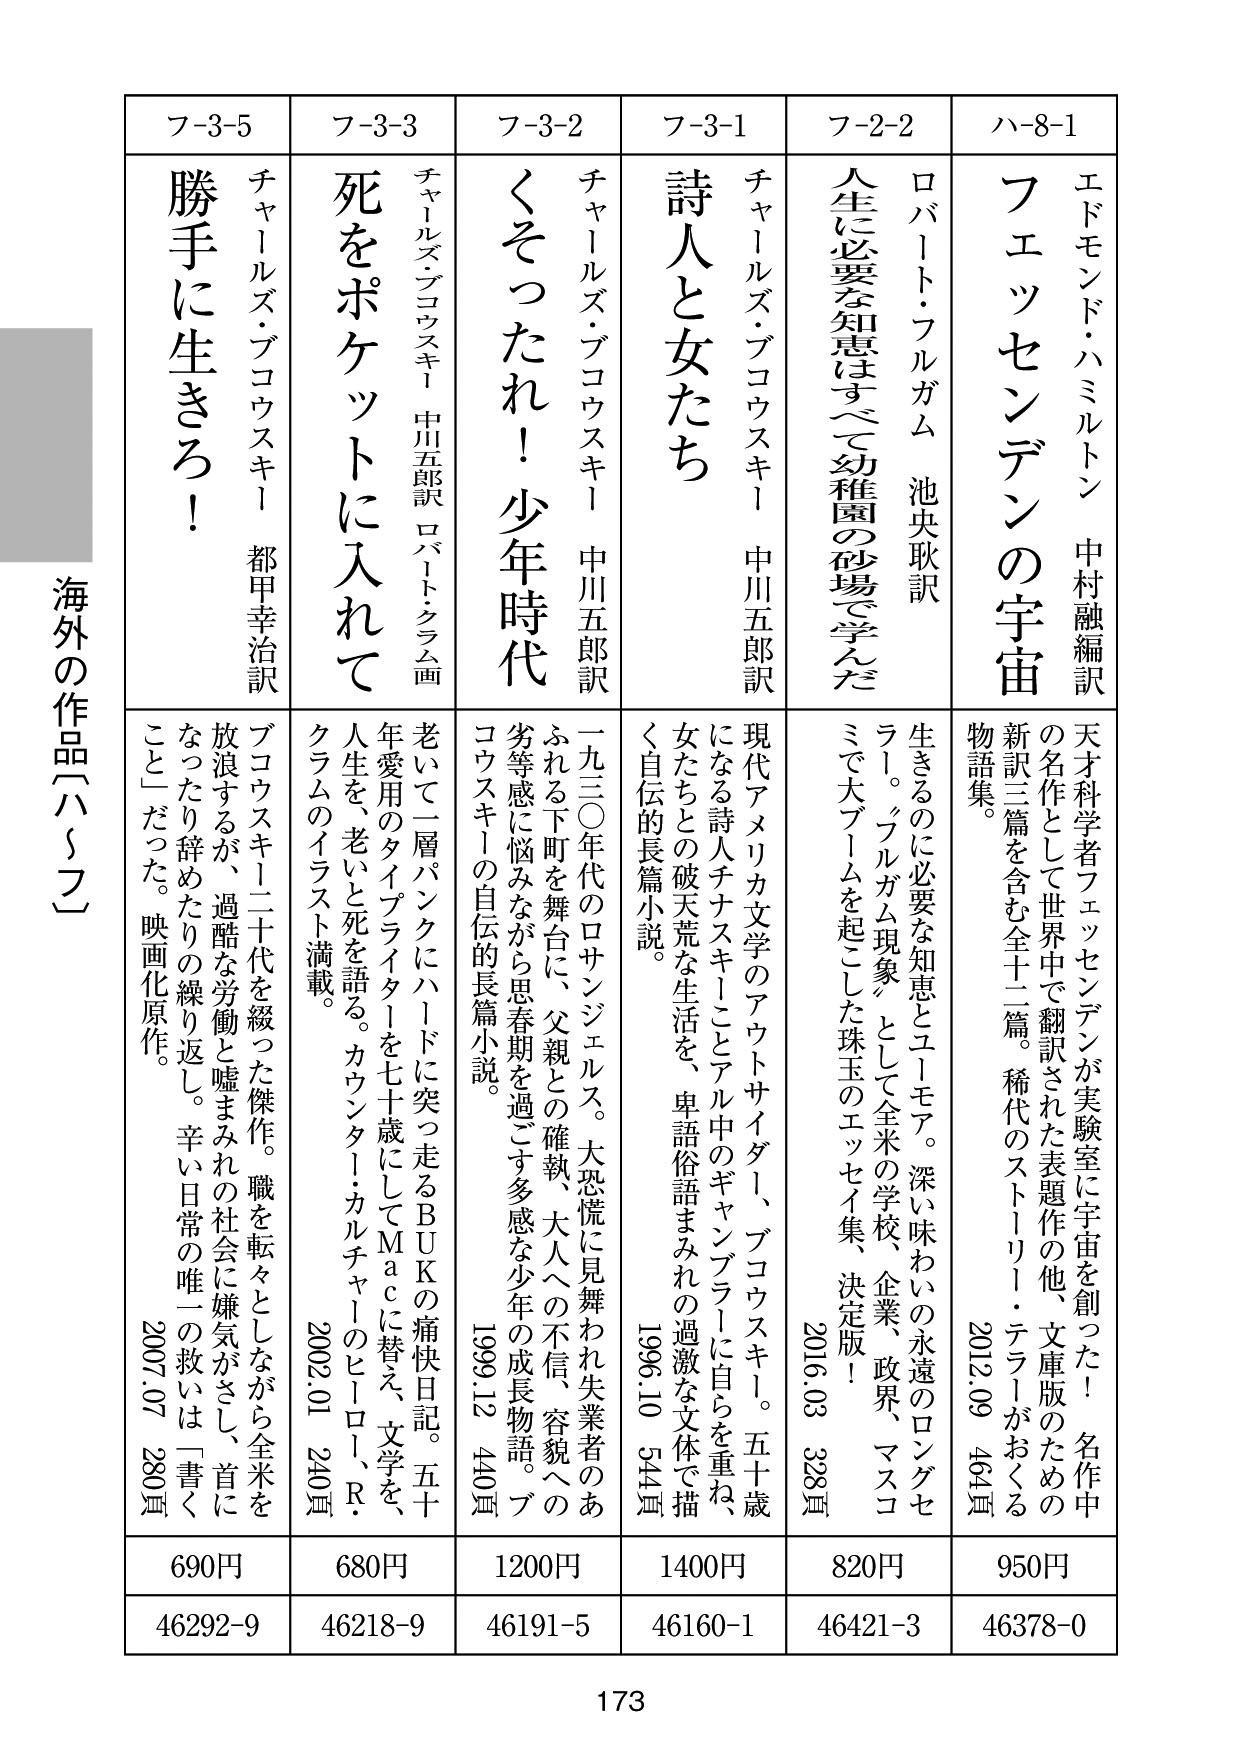 ハ-8-1
エドモンド・ハミルトン　中村融編訳
フェッセンデンの宇宙
天才科学者フェッセンデンが実験室に宇宙を創った！　名作中
の名作として世界中で翻訳された表題作の他、文庫版のための
新訳三篇を含む全十二篇。稀代のストーリー・テラーがおくる
物語集。
2012.09　464頁
950円
46378-0
フ-2-2
ロバート・フルガム　池央耿訳
人生に必要な知恵はすべて幼稚園の砂場で学んだ
生きるのに必要な知恵とユーモア。深い味わいの永遠のロングセ
ラー。〝フルガム現象〟として全米の学校、企業、政界、マスコ
ミで大ブームを起こした珠玉のエッセイ集、決定版！
2016.03　328頁
820円
46421-3
フ-3-1
チャールズ・ブコウスキー　中川五郎訳
詩人と女たち
現代アメリカ文学のアウトサイダー、ブコウスキー。五十歳
になる詩人チナスキーことアル中のギャンブラーに自らを重ね、
女たちとの破天荒な生活を、卑語俗語まみれの過激な文体で描
く自伝的長篇小説。
1996.10　544頁
1400円
46160-1
フ-3-2
チャールズ・ブコウスキー　中川五郎訳
くそったれ！少年時代
一九三〇年代のロサンジェルス。大恐慌に見舞われ失業者のあ
ふれる下町を舞台に、父親との確執、大人への不信、容貌への
劣等感に悩みながら思春期を過ごす多感な少年の成長物語。ブ
コウスキーの自伝的長篇小説。
1999.12　440頁
1200円
46191-5
フ-3-3
チャールズ・ブコウスキー　中川五郎訳　ロバート・クラム画
死をポケットに入れて
老いて一層パンクにハードに突っ走るＢＵＫの痛快日記。五十
年愛用のタイプライターを七十歳にしてＭａｃに替え、文学を、
人生を、老いと死を語る。カウンター・カルチャーのヒーロー、Ｒ・
クラムのイラスト満載。
2002.01　240頁
680円
46218-9
フ-3-5
チャールズ・ブコウスキー　都甲幸治訳
勝手に生きろ！
ブコウスキー二十代を綴った傑作。職を転々としながら全米を
放浪するが、過酷な労働と嘘まみれの社会に嫌気がさし、首に
なったり辞めたりの繰り返し。辛い日常の唯一の救いは「書く
こと」だった。映画化原作。
2007.07　280頁
690円
46292-9
海外の作品〔ハ～フ〕
173